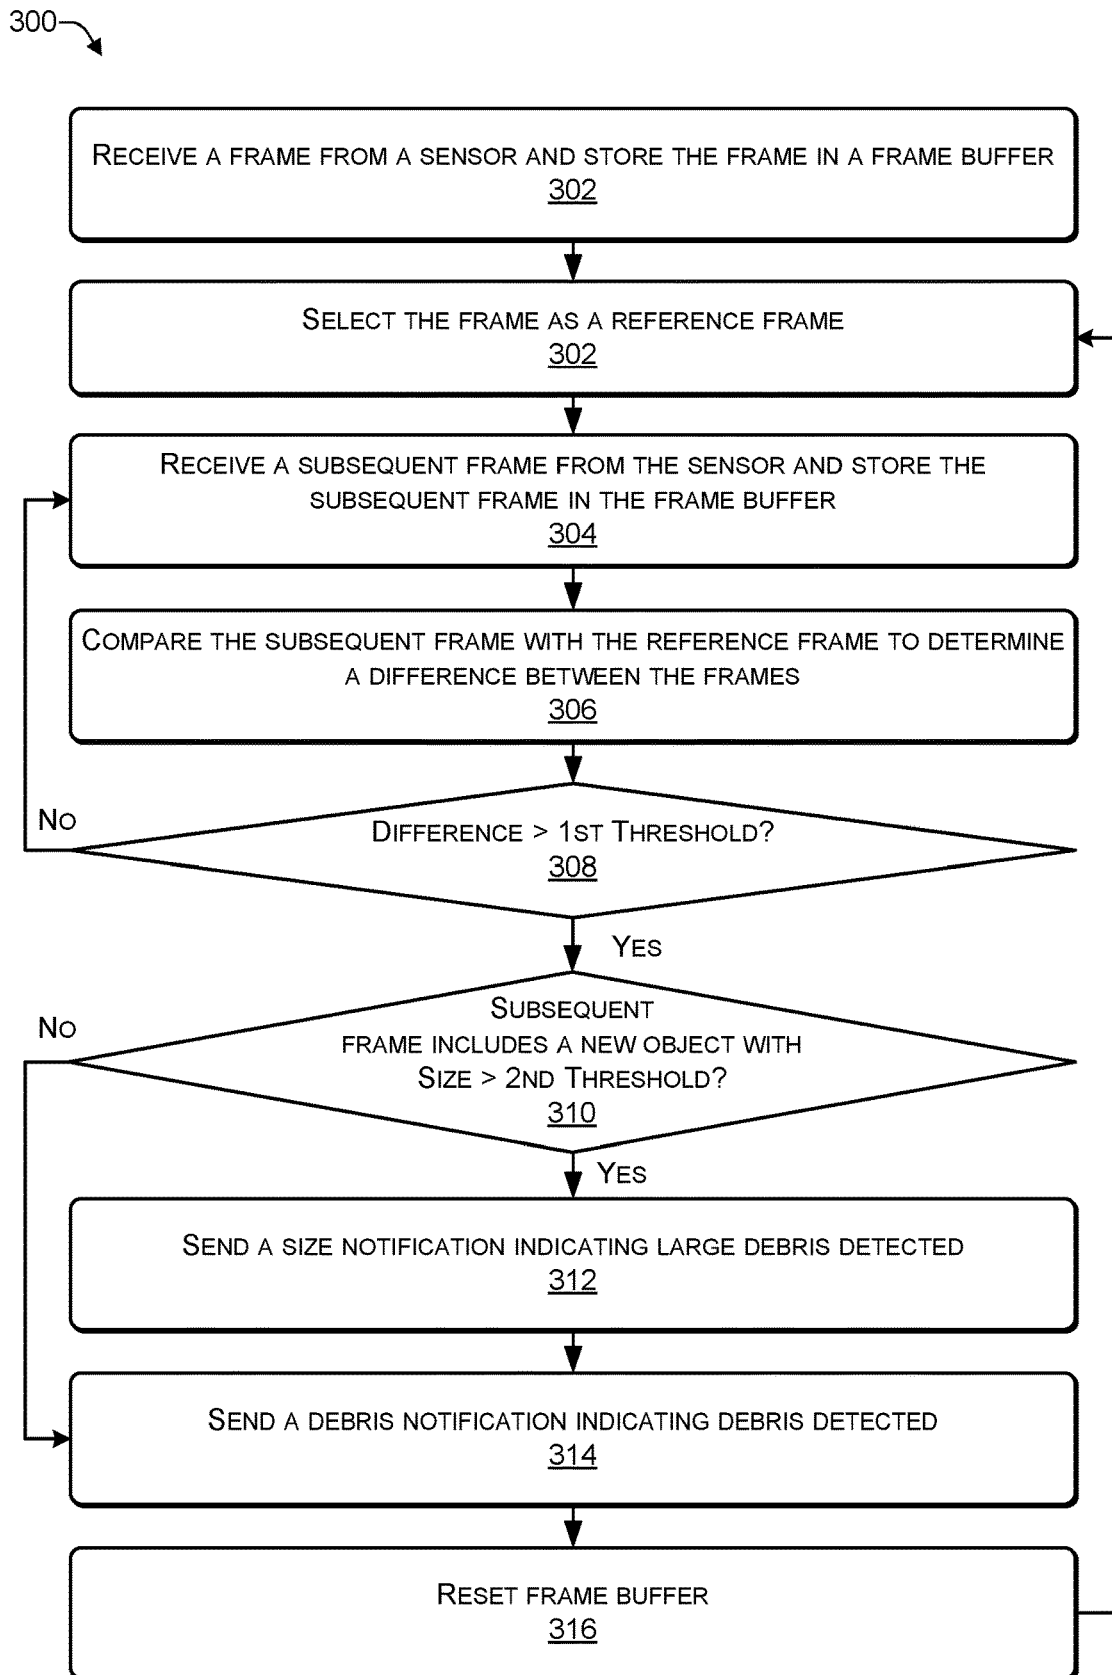 300
RECEIVE A FRAME FROM A SENSOR AND STORE THE FRAME IN A FRAME BUFFER
302
SELECT THE FRAME AS A REFERENCE FRAME
302
RECEIVE A SUBSEQUENT FRAME FROM THE SENSOR AND STORE THE
SUBSEQUENT FRAME IN THE FRAME BUFFER
304
COMPARE THE SUBSEQUENT FRAME WITH THE REFERENCE FRAME TO DETERMINE
A DIFFERENCE BETWEEN THE FRAMES
306
NO
DIFFERENCE > 1ST THRESHOLD?
308
YES
NO
SUBSEQUENT
FRAME INCLUDES A NEW OBJECT WITH
SIZE > 2ND THRESHOLD?
310
YES
SEND A SIZE NOTIFICATION INDICATING LARGE DEBRIS DETECTED
312
SEND A DEBRIS NOTIFICATION INDICATING DEBRIS DETECTED
314
RESET FRAME BUFFER
316